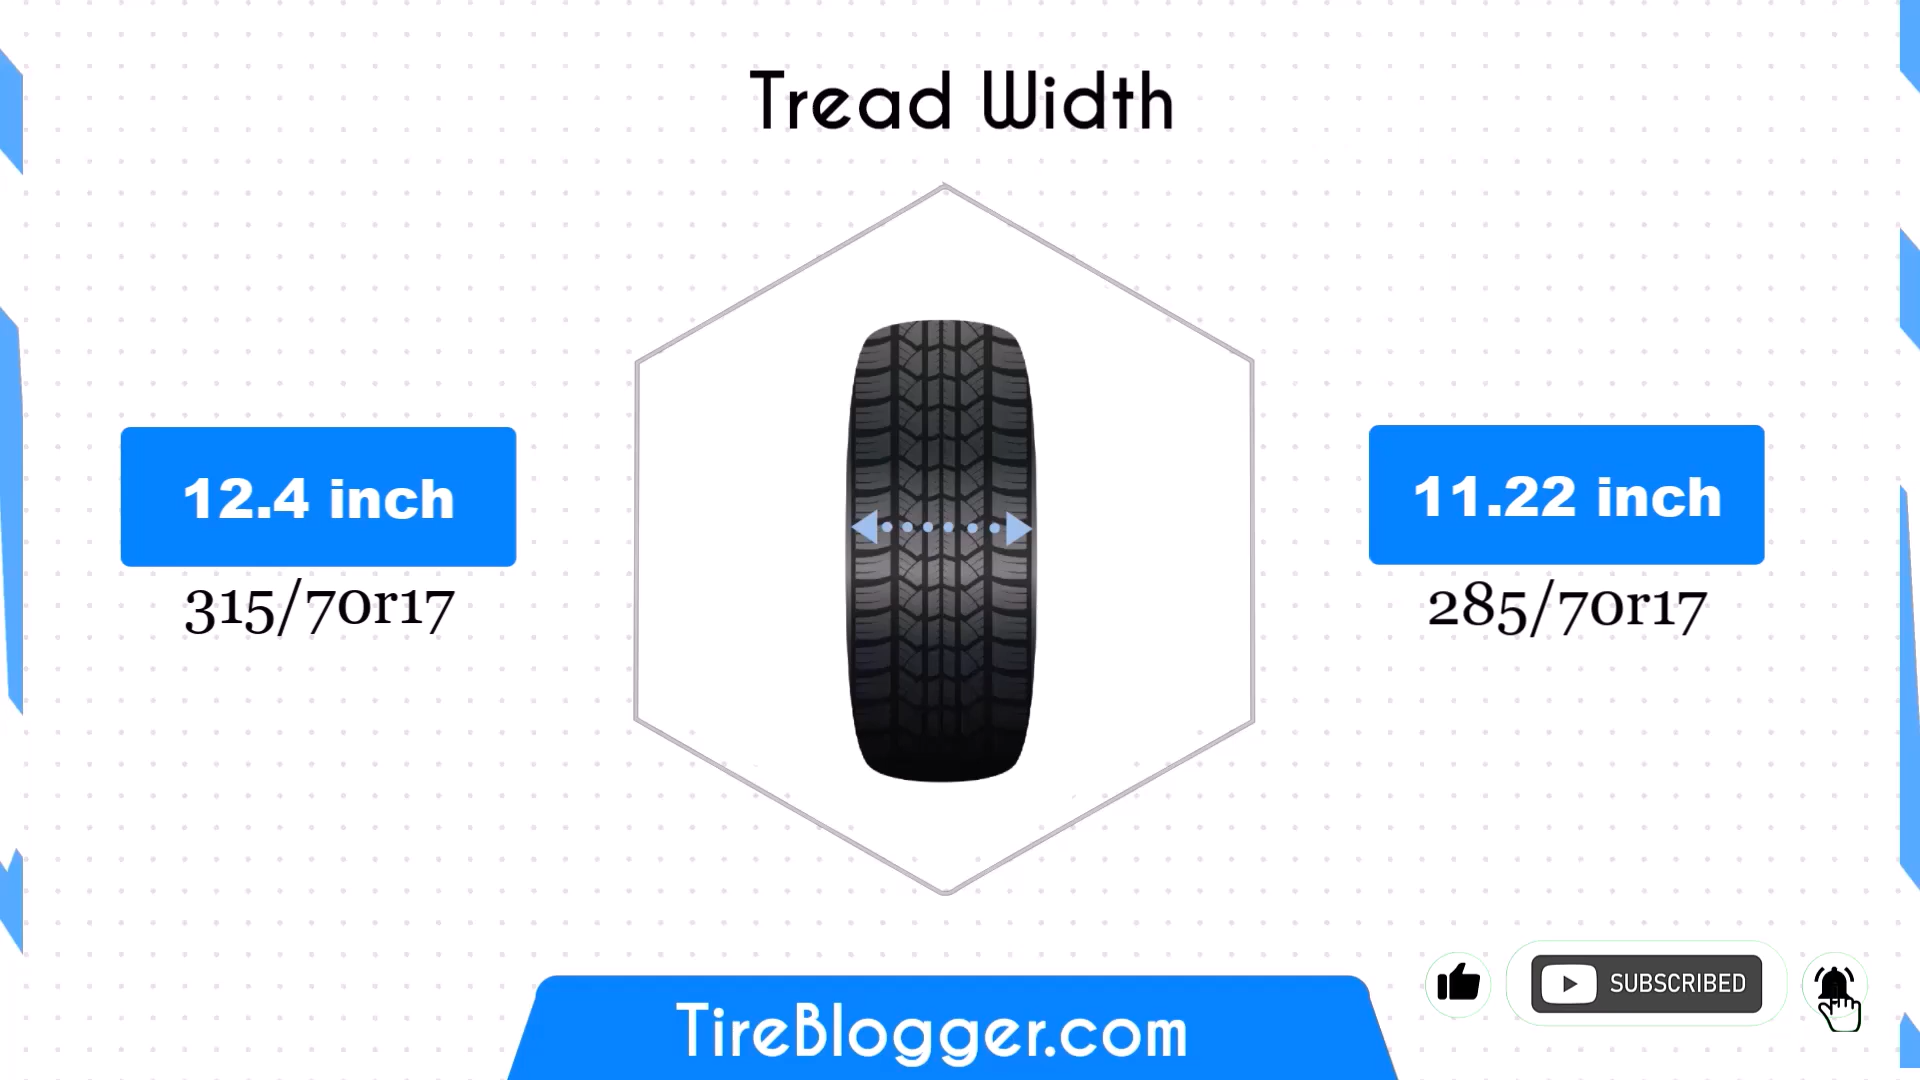 Tread Width
12.4 inch
315/70r17
11.22 inch
285/70r17
TireBlogger.com
SUBSCRIBED